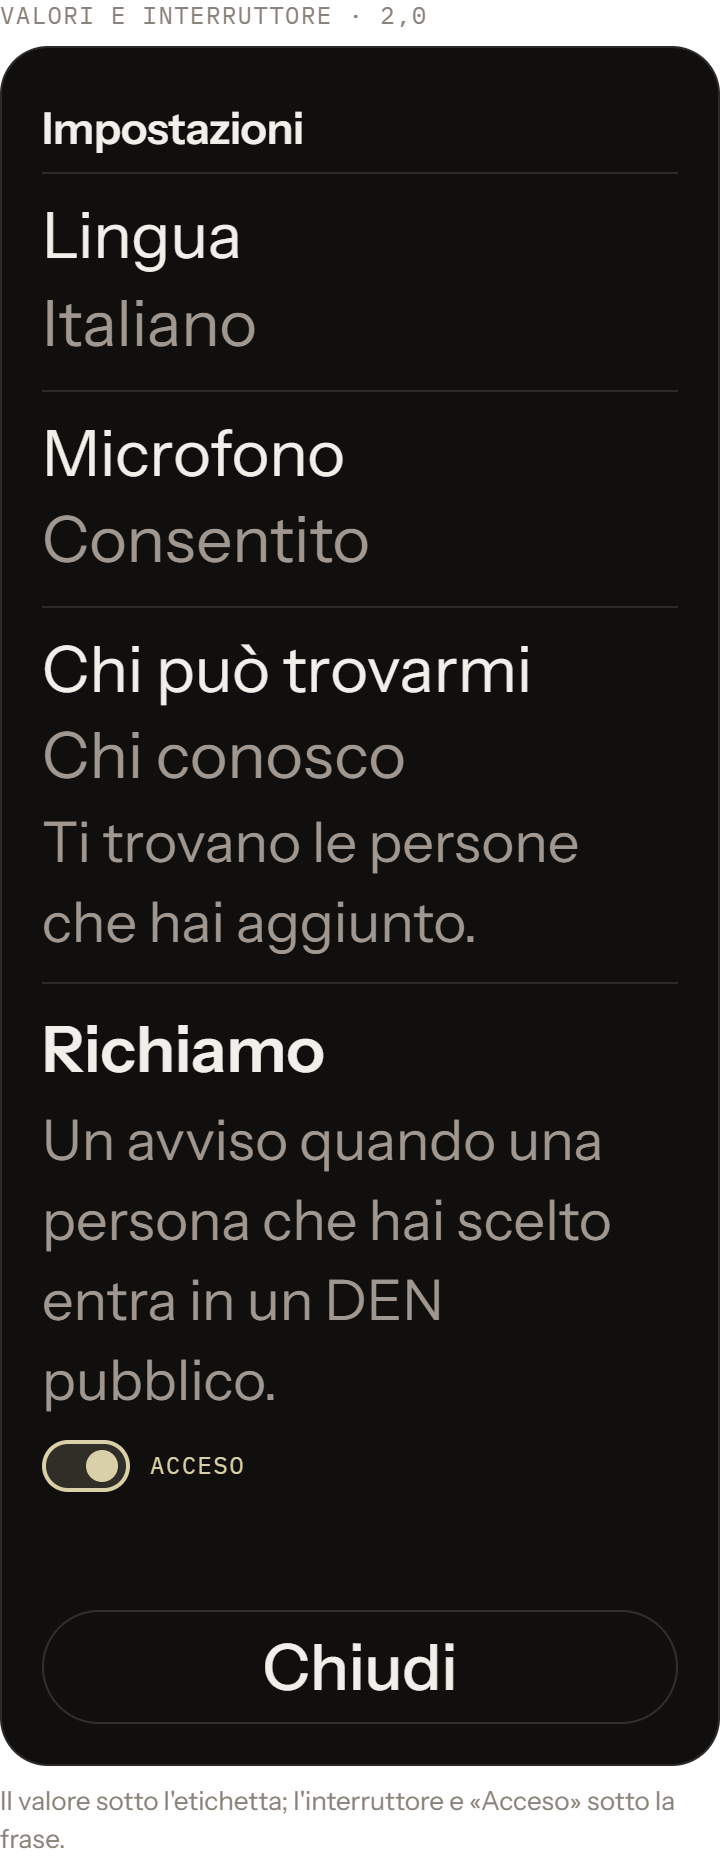 VALORI E INTERRUTTORE · 2,0
Impostazioni
Lingua
Italiano
Microfono
Consentito
Chi può trovarmi
Chi conosco
Ti trovano le persone
che hai aggiunto.
Richiamo
Un avviso quando una
persona che hai scelto
entra in un DEN
pubblico.
ACCESO
Chiudi
Il valore sotto l'etichetta; l'interruttore e «Acceso» sotto la
frase.